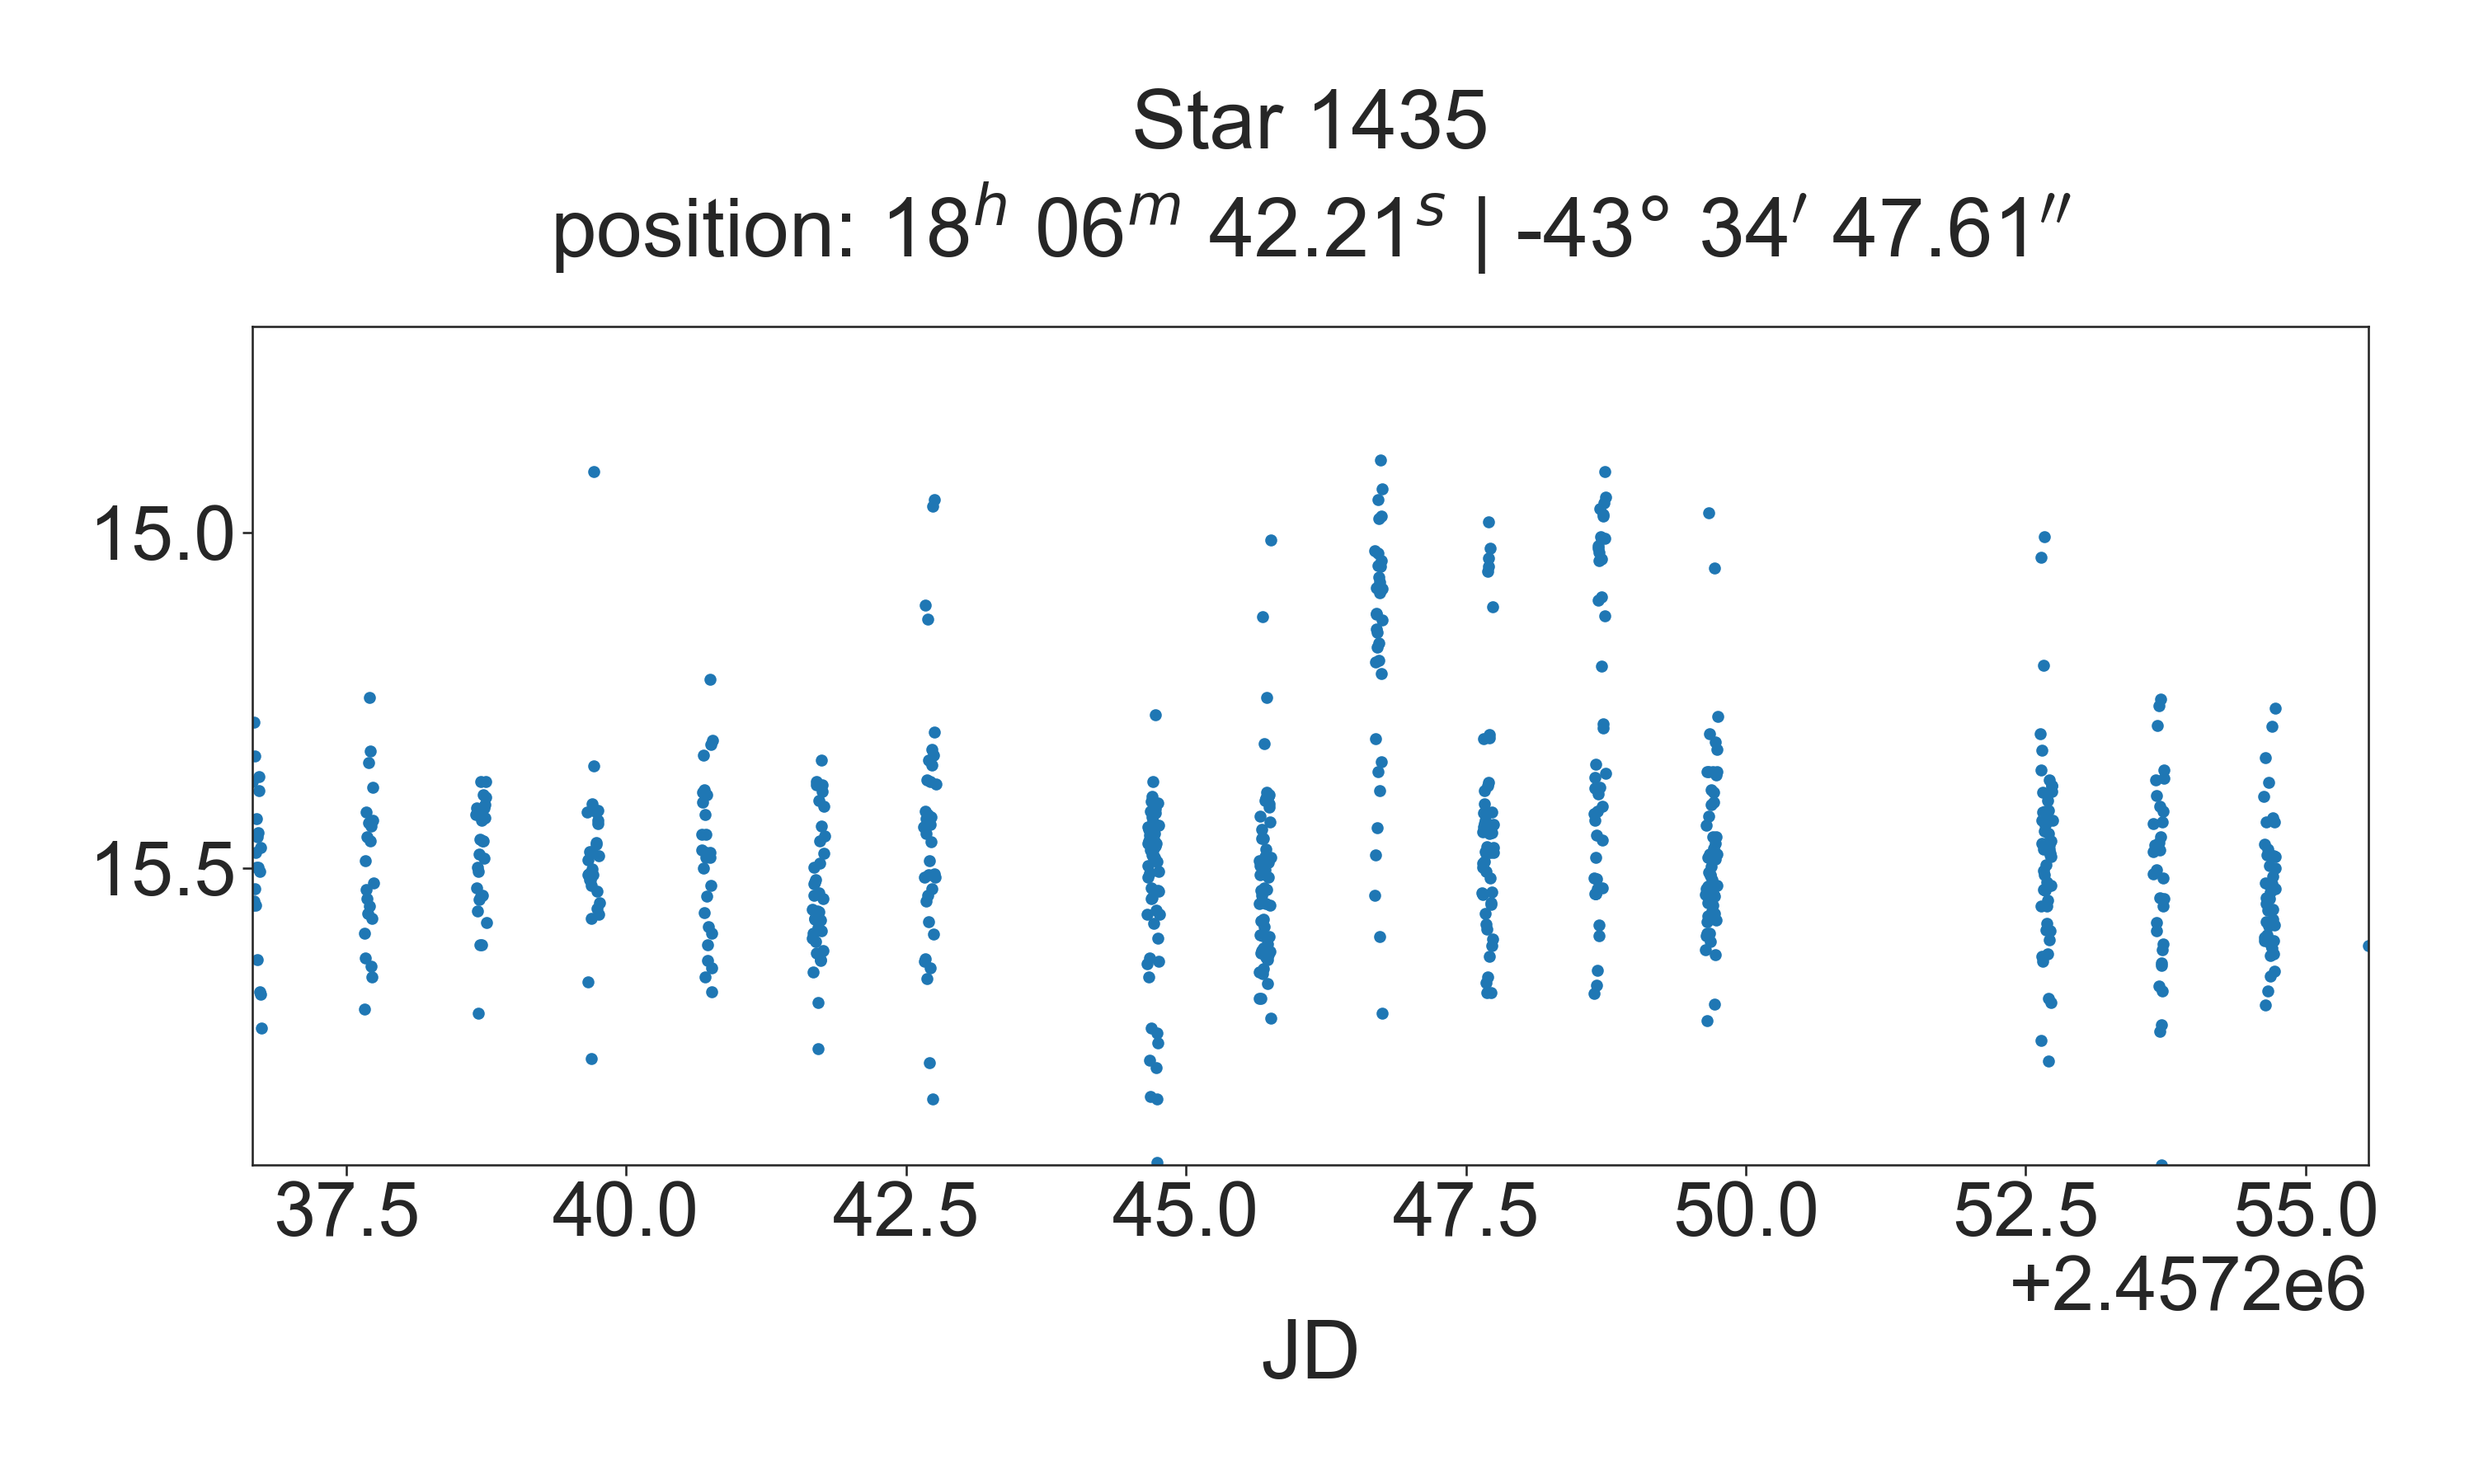 Star 1435
position: 18ʰ 06ᵐ 42.21ˢ | -43° 34′ 47.61″
15.0
15.5
37.5 40.0 42.5 45.0 47.5 50.0 52.5 55.0
+2.4572e6
JD